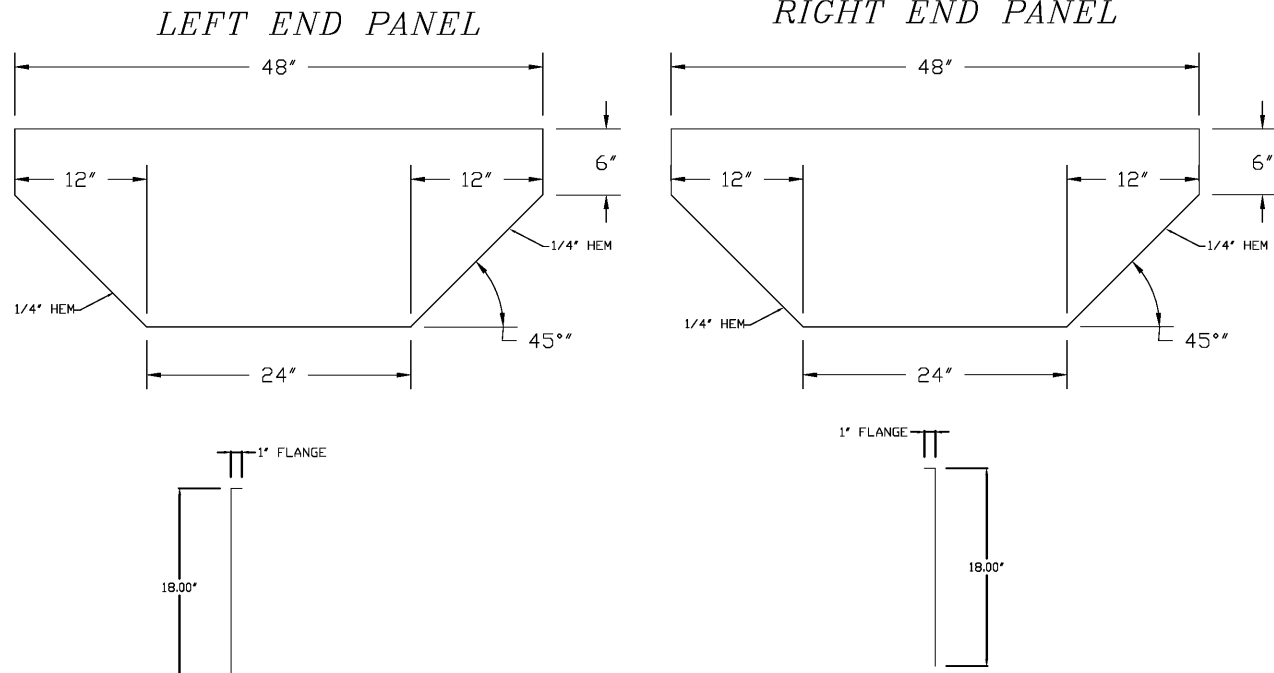 LEFT END PANEL
48"
6"
12"
12"
1/4" HEM
1/4" HEM
45°"
24"
1" FLANGE
18.00"
RIGHT END PANEL
48"
6"
12"
12"
1/4" HEM
1/4" HEM
45°"
24"
1" FLANGE
18.00"